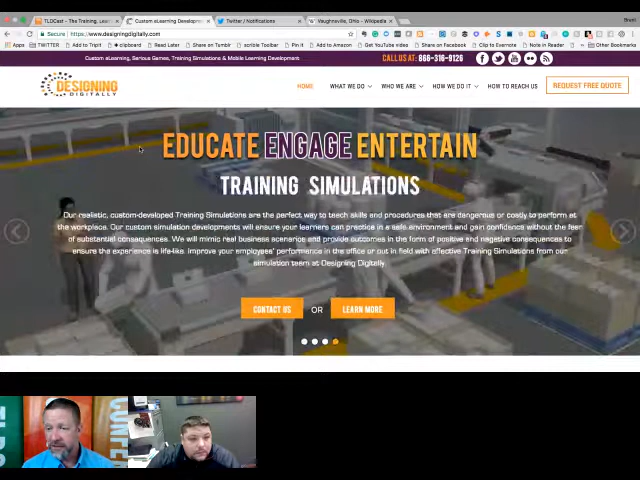 TLDCast - The Training, Learn
Custom eLearning Developm
Twitter / Notifications
Vaughnsville, Ohio - Wikipedia
Brent
Secure
https://www.designingdigitally.com
Apps
TWITTER
Add to Trip!
+ clipboard
Read Later
Share on Tumblr
scrible Toolbar
Pin It
Add to Amazon
Get YouTube video
Share on Tumblr
Pin It
Clip to Evernote
Note in Reader
Other Bookmarks
Custom eLearning, Serious Games, Training Simulations & Mobile Learning Development
CALL US AT: 866-316-9126
DESIGNING
DIGITALLY
HOME
WHAT WE DO
WHO WE ARE
HOW WE DO IT
HOW TO REACH US
REQUEST FREE QUOTE
EDUCATE ENGAGE ENTERTAIN
TRAINING SIMULATIONS
Our realistic, custom-developed Training Simulations are the perfect way to teach skills and procedures that are dangerous or costly to perform at
the workplace. Our custom simulation developments will ensure your learners can practice in a safe environment and gain confidence without the fear
of substantial consequences. We will mimic real business scenarios and provide outcomes in the form of positive and negative consequences to
ensure the experience is life-like. Improve your employees' performance in the office or out in field with effective Training Simulations from our
simulation team at Designing Digitally.
CONTACT US
OR
LEARN MORE